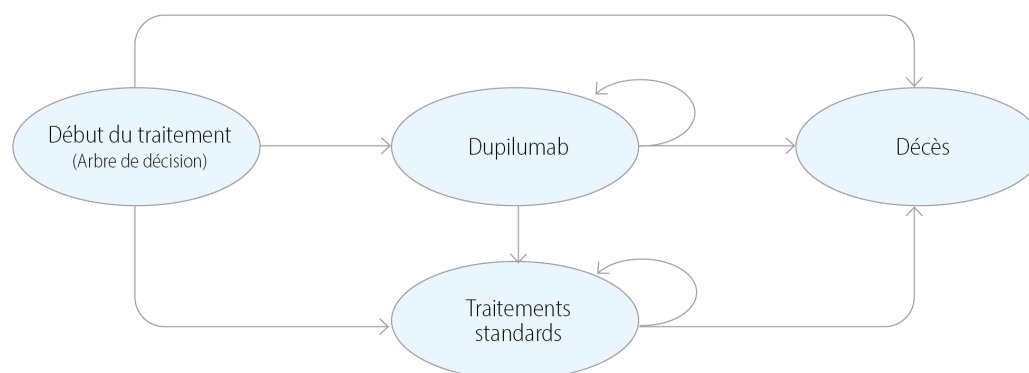 Début du traitement
(Arbre de décision)
Dupilumab
Décès
Traitements
standards